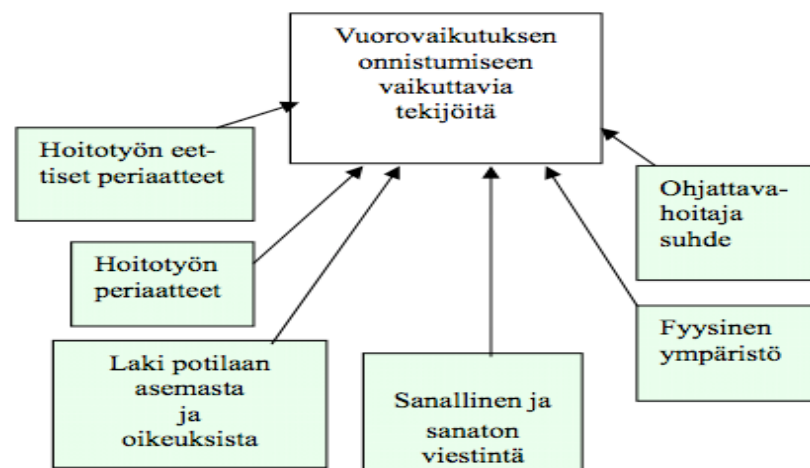 Vuorovaikutuksen
onnistumiseen
vaikuttavia
tekijöitä
Hoitotyön eet-
tiset periaatteet
Hoitotyön
periaatteet
Laki potilaan
asemasta
ja
oikeuksista
Sanallinen ja
sanaton
viestintä
Fyysinen
ympäristö
Ohjattava-
hoitaja
suhde